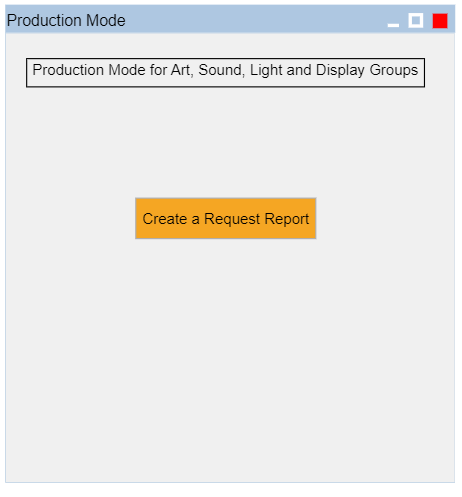 Production Mode
Production Mode for Art, Sound, Light and Display Groups
Create a Request Report